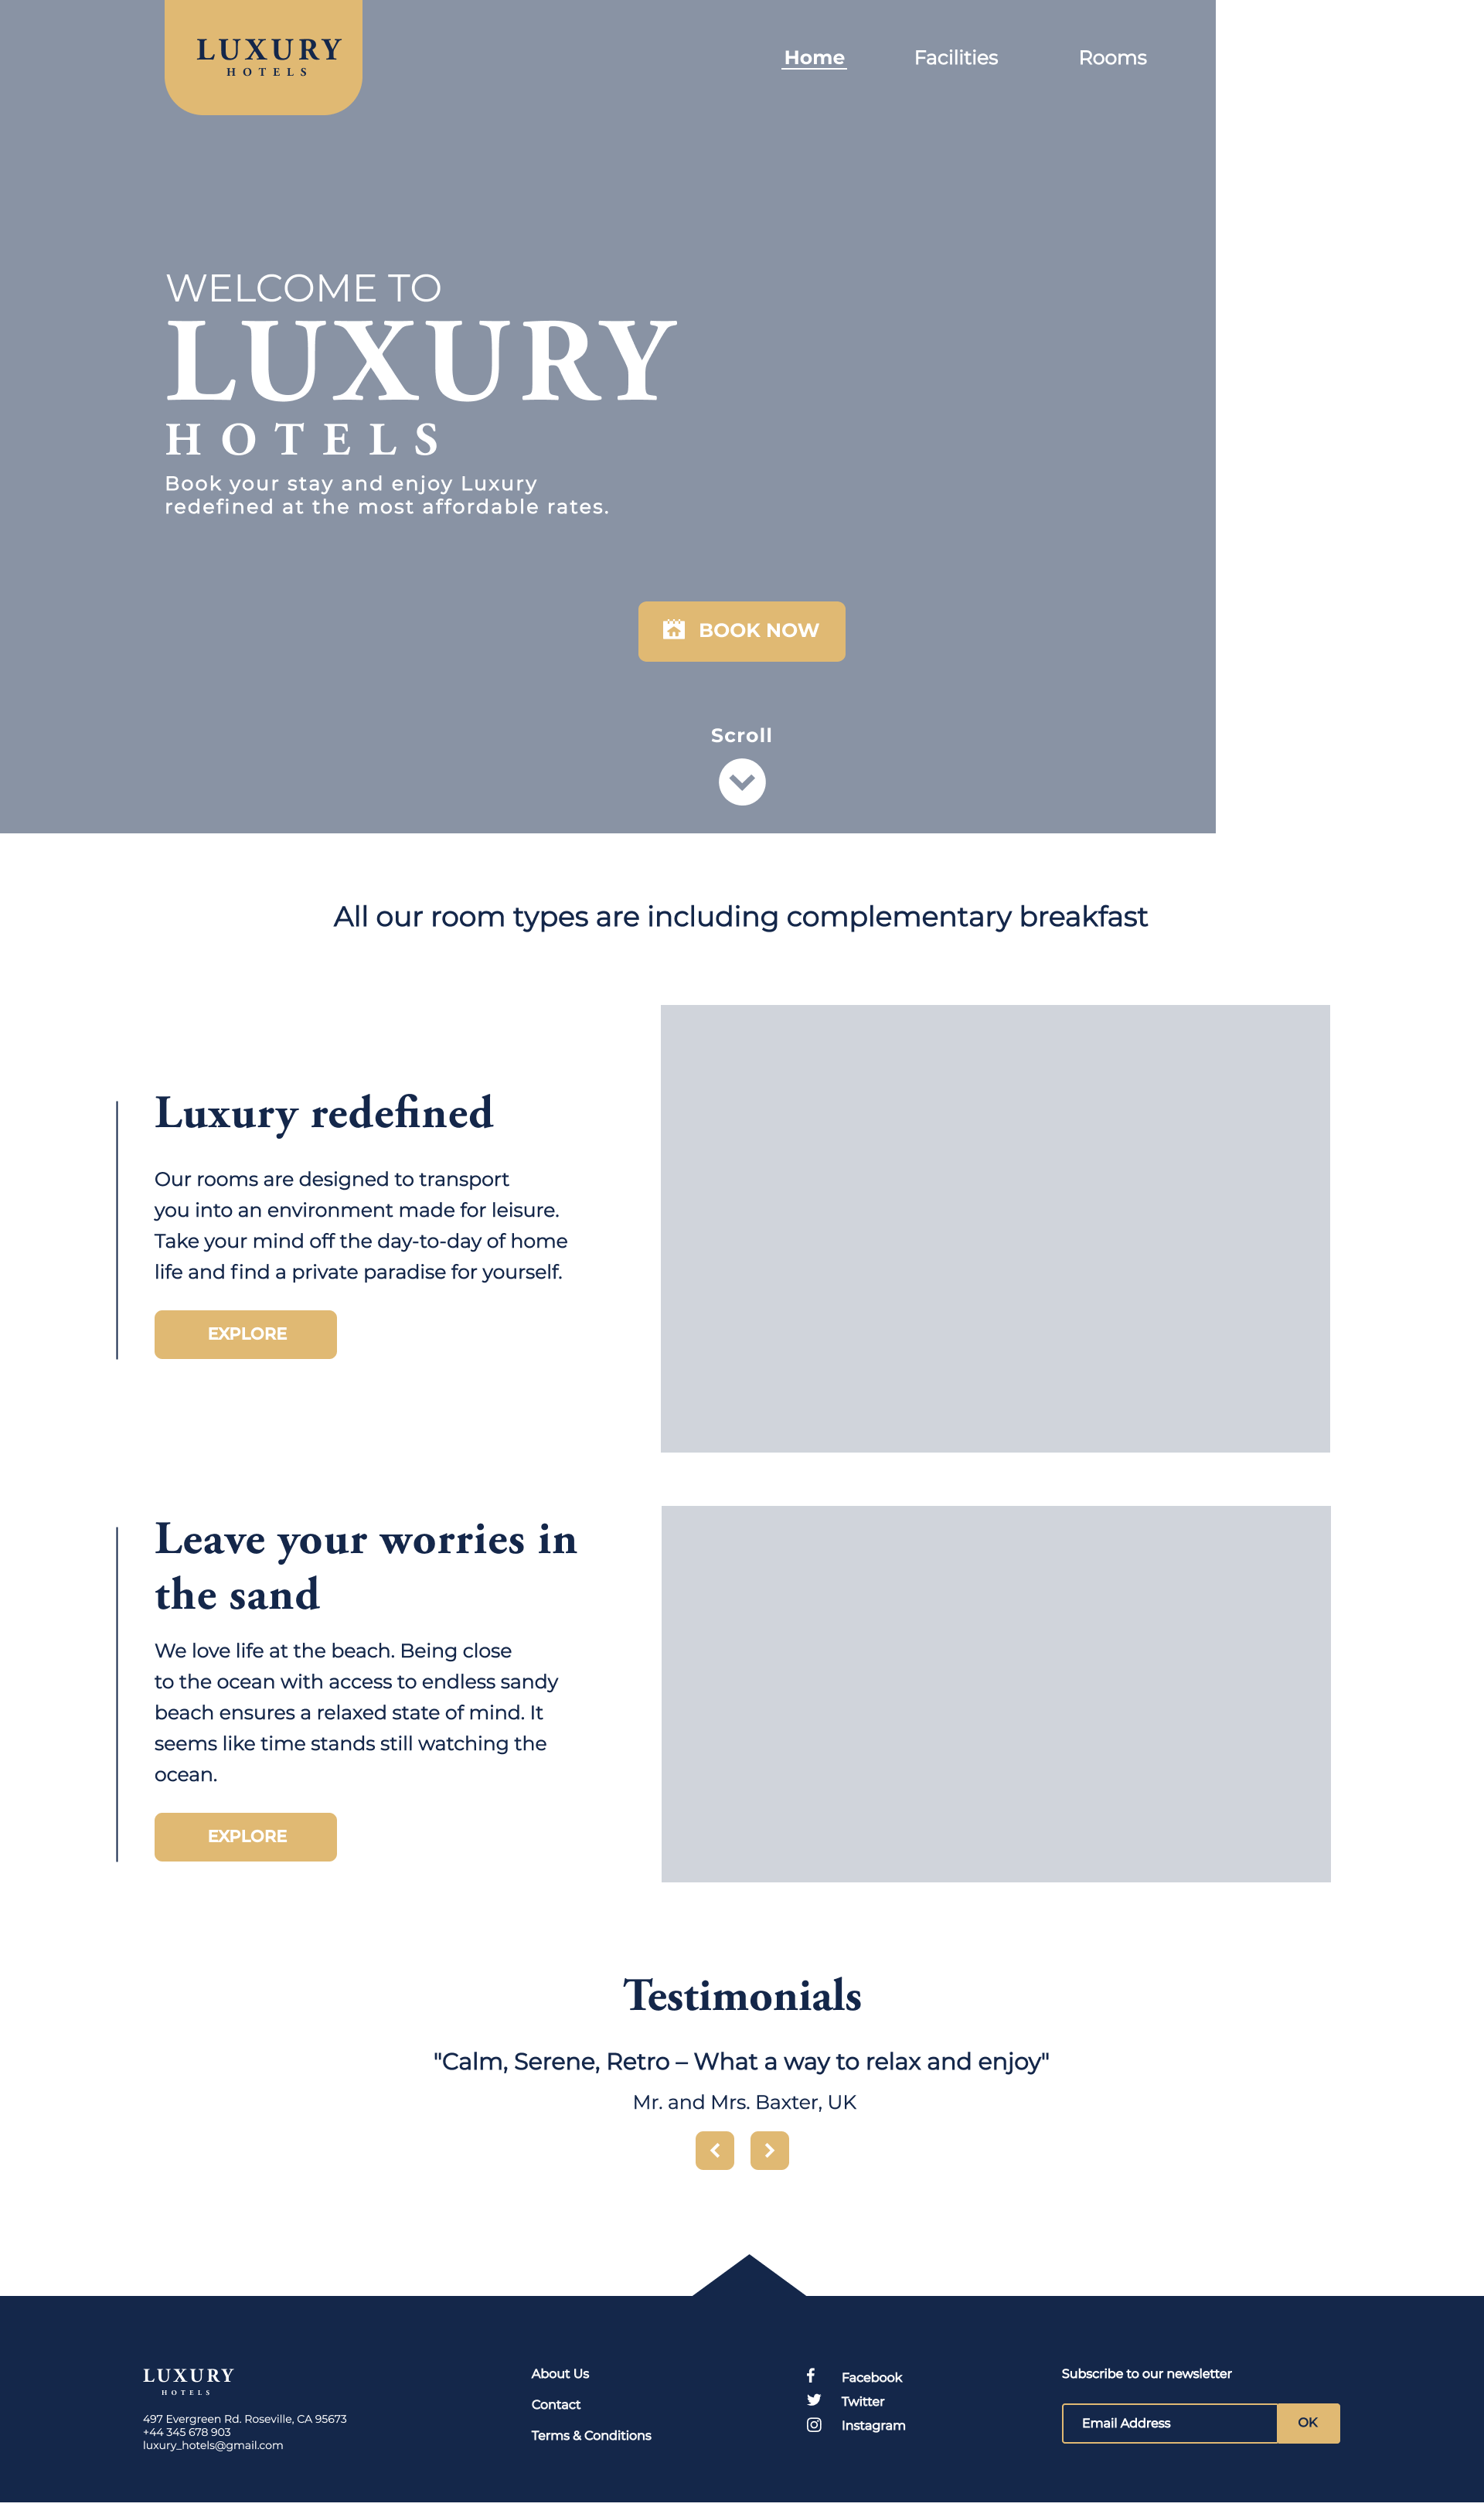 LUXURY
HOTELS
Home
Facilities
Rooms
WELCOME TO
LUXURY
HOTELS
Book your stay and enjoy Luxury
redefined at the most affordable rates.
BOOK NOW
Scroll
All our room types are including complementary breakfast
Luxury redefined
Our rooms are designed to transport
you into an environment made for leisure.
Take your mind off the day-to-day of home
life and find a private paradise for yourself.
EXPLORE
Leave your worries in
the sand
We love life at the beach. Being close
to the ocean with access to endless sandy
beach ensures a relaxed state of mind. It
seems like time stands still watching the
ocean.
EXPLORE
Testimonials
"Calm, Serene, Retro – What a way to relax and enjoy"
Mr. and Mrs. Baxter, UK
LUXURY
HOTELS
497 Evergreen Rd. Roseville, CA 95673
+44 345 678 903
luxury_hotels@gmail.com
About Us
Contact
Terms & Conditions
Facebook
Twitter
Instagram
Subscribe to our newsletter
Email Address
OK